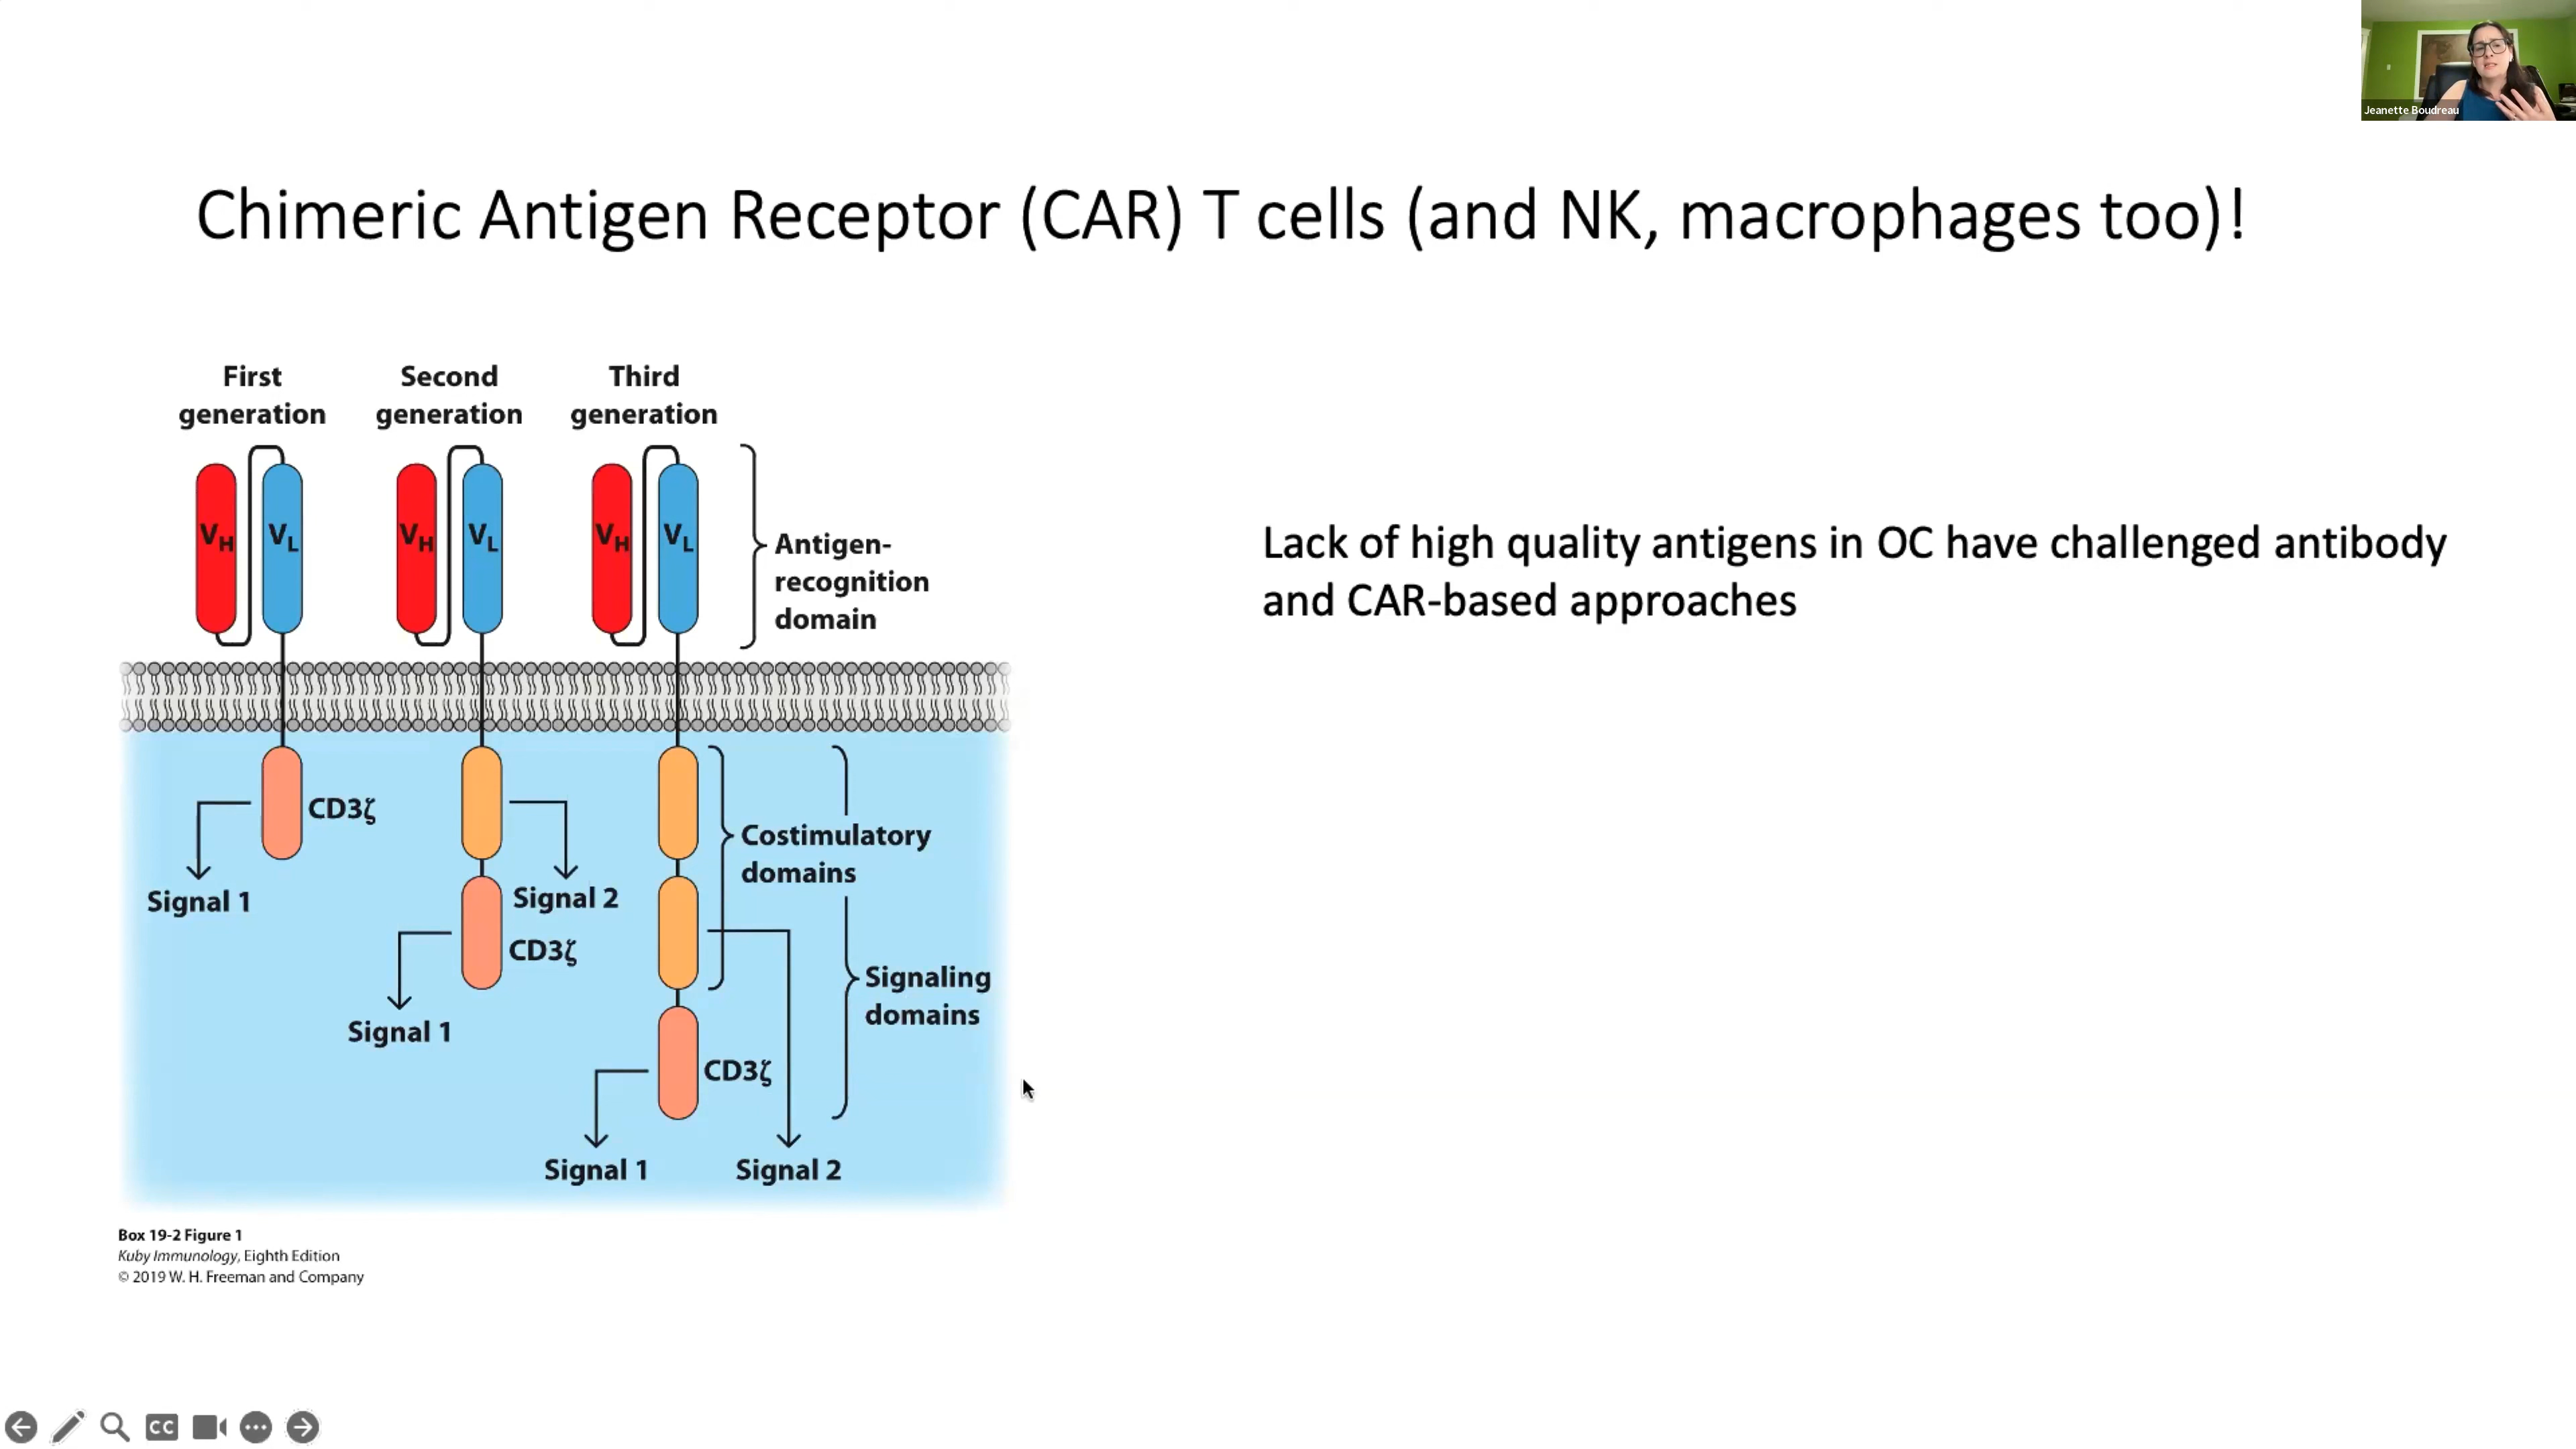 Jeanette Boudreau
Chimeric Antigen Receptor (CAR) T cells (and NK, macrophages too)!
First
generation
Second
generation
Third
generation
VH
VL
VH
VL
VH
VL
Antigen-
recognition
domain
Lack of high quality antigens in OC have challenged antibody
and CAR-based approaches
CD3ζ
Signal 1
Signal 2
CD3ζ
Signal 1
Costimulatory
domains
Signaling
domains
CD3ζ
Signal 1
Signal 2
Box 19-2 Figure 1
Kuby Immunology, Eighth Edition
© 2019 W. H. Freeman and Company
CC